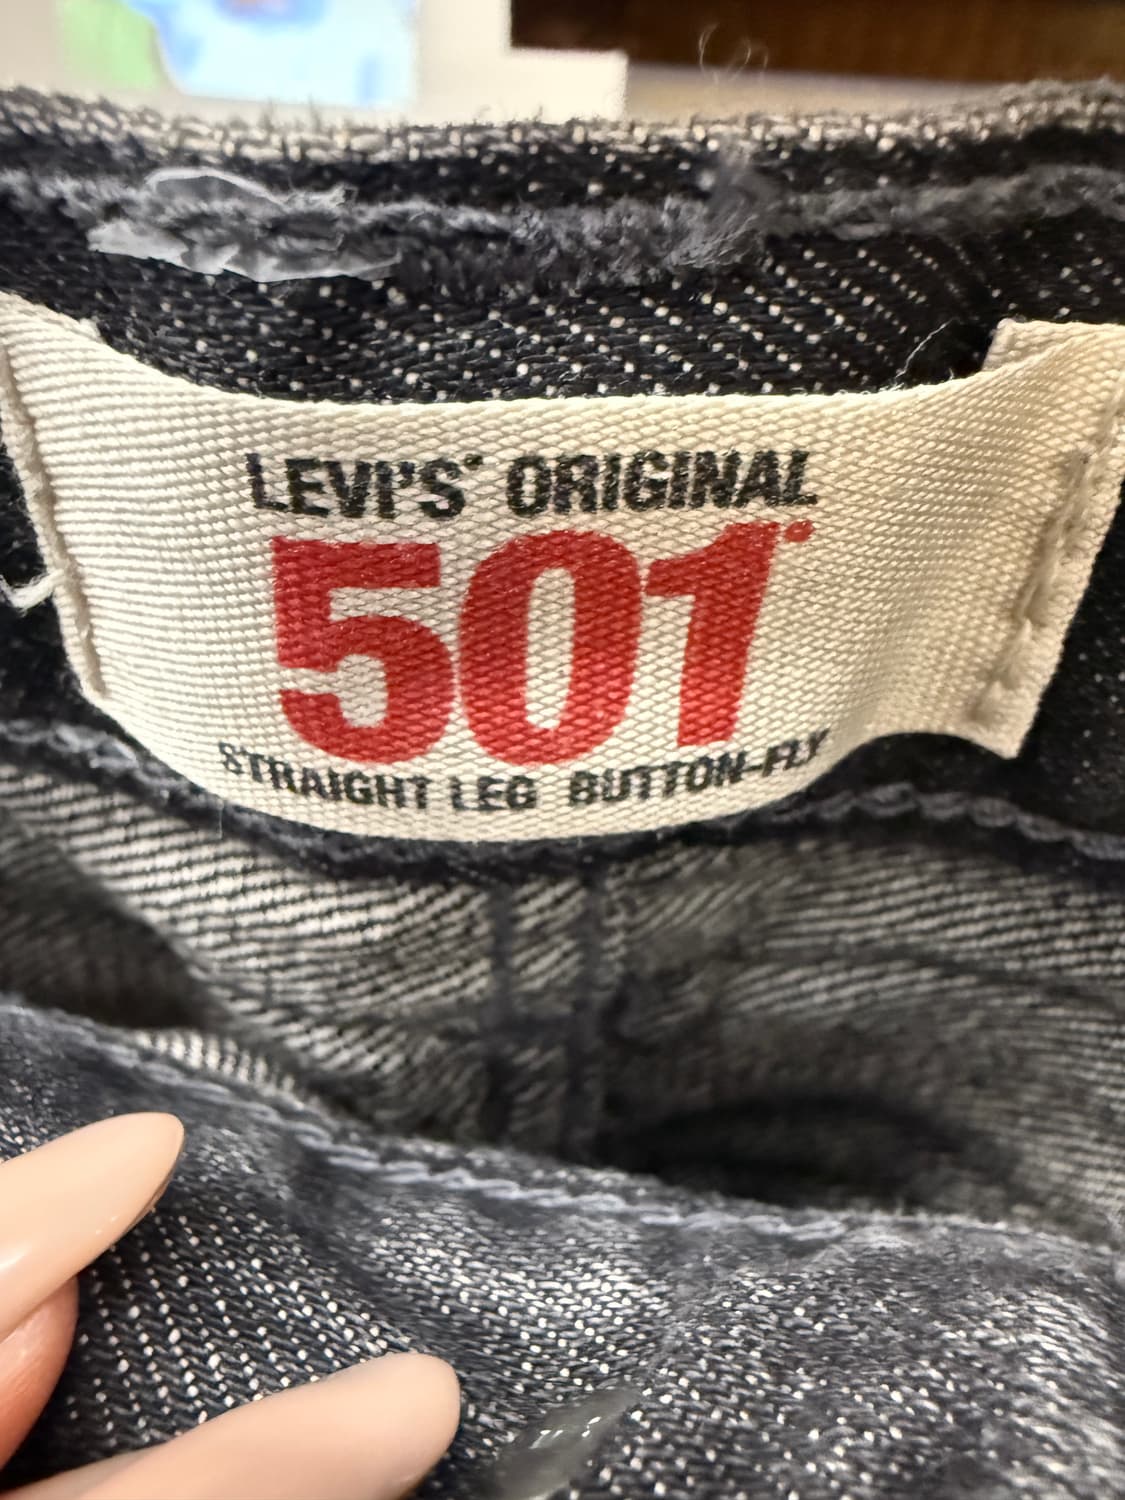 LEVI'S® ORIGINAL
501®
STRAIGHT LEG BUTTON-FLY